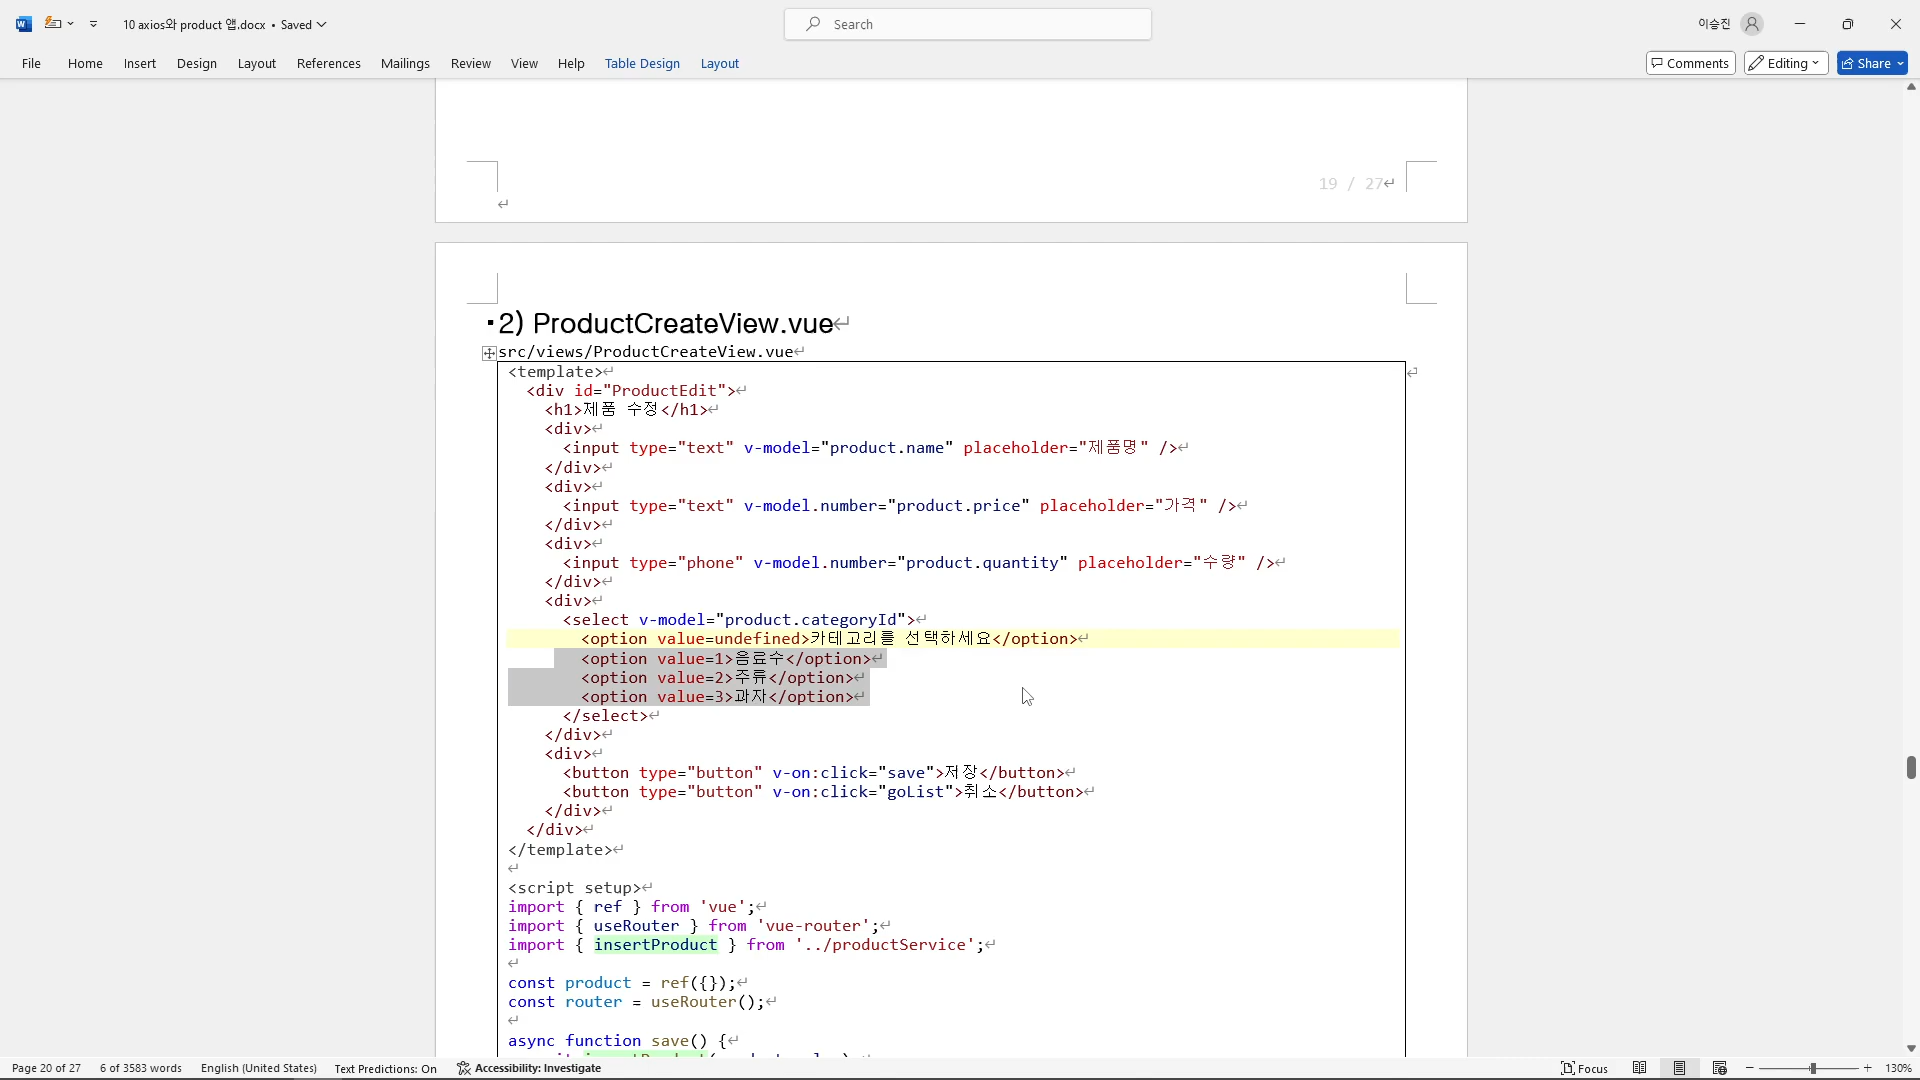 10 axios와 product 앱.docx • Saved
Search
이승진
File Home Insert Design Layout References Mailings Review View Help Table Design Layout
Comments Editing Share
19 / 27
2) ProductCreateView.vue
src/views/ProductCreateView.vue
<template>
<div id="ProductEdit">
<h1>제품 수정</h1>
<div>
<input type="text" v-model="product.name" placeholder="제품명" />
</div>
<div>
<input type="text" v-model.number="product.price" placeholder="가격" />
</div>
<div>
<input type="phone" v-model.number="product.quantity" placeholder="수량" />
</div>
<div>
<select v-model="product.categoryId">
<option value=undefined>카테고리를 선택하세요</option>
<option value=1>음료수</option>
<option value=2>주류</option>
<option value=3>과자</option>
</select>
</div>
<div>
<button type="button" v-on:click="save">저장</button>
<button type="button" v-on:click="goList">취소</button>
</div>
</div>
</template>
<script setup>
import { ref } from 'vue';
import { useRouter } from 'vue-router';
import { insertProduct } from '../productService';
const product = ref({});
const router = useRouter();
async function save() {
Page 20 of 27 6 of 3583 words English (United States) Text Predictions: On Accessibility: Investigate Focus 130%